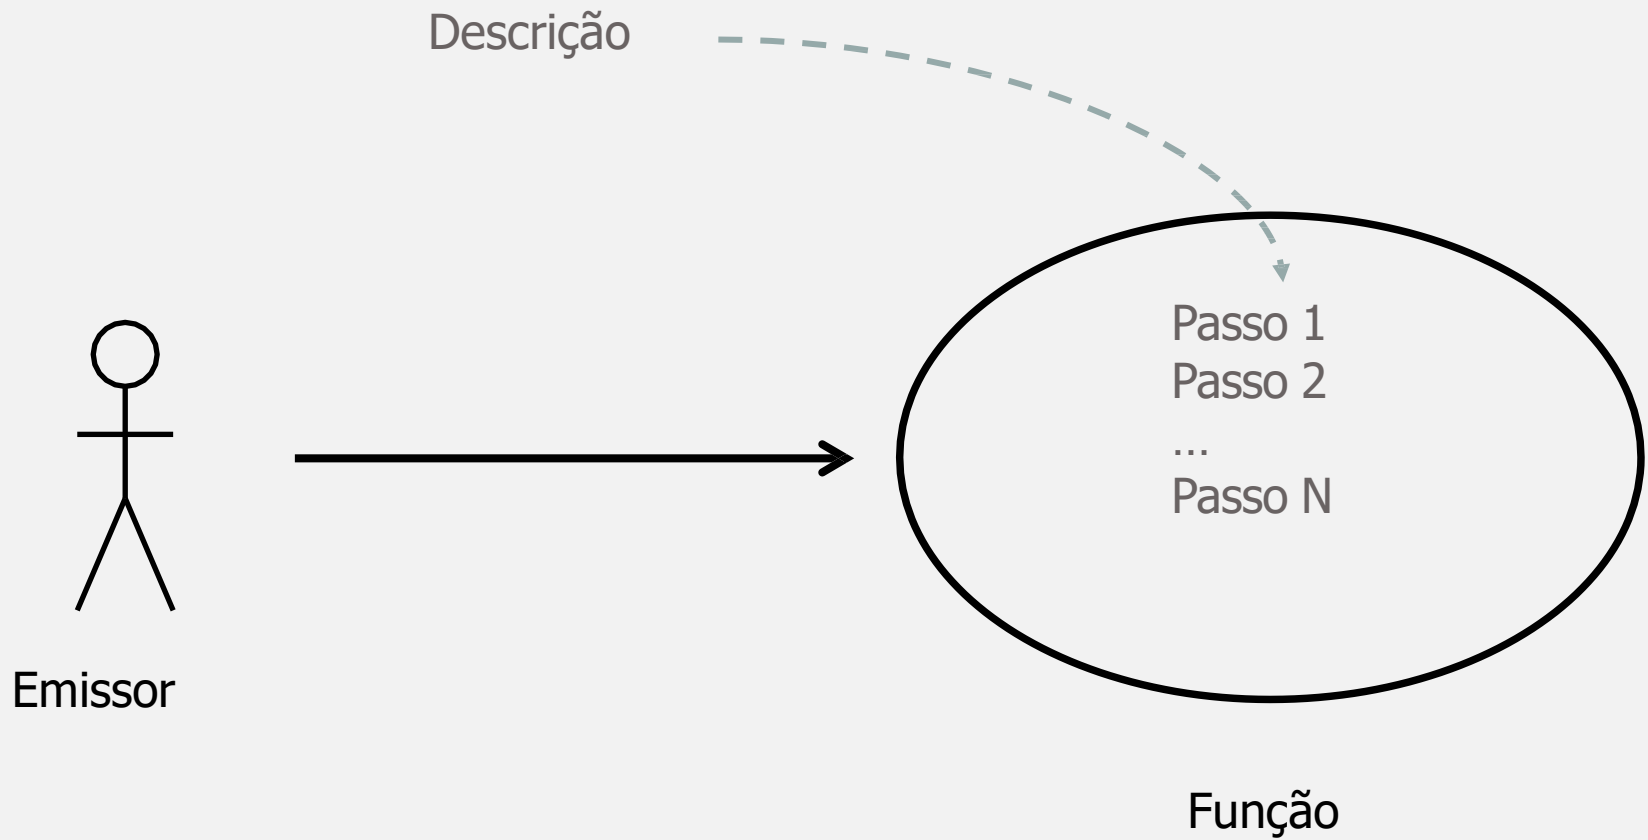 Descrição
Passo 1
Passo 2
...
Passo N
Emissor
Função